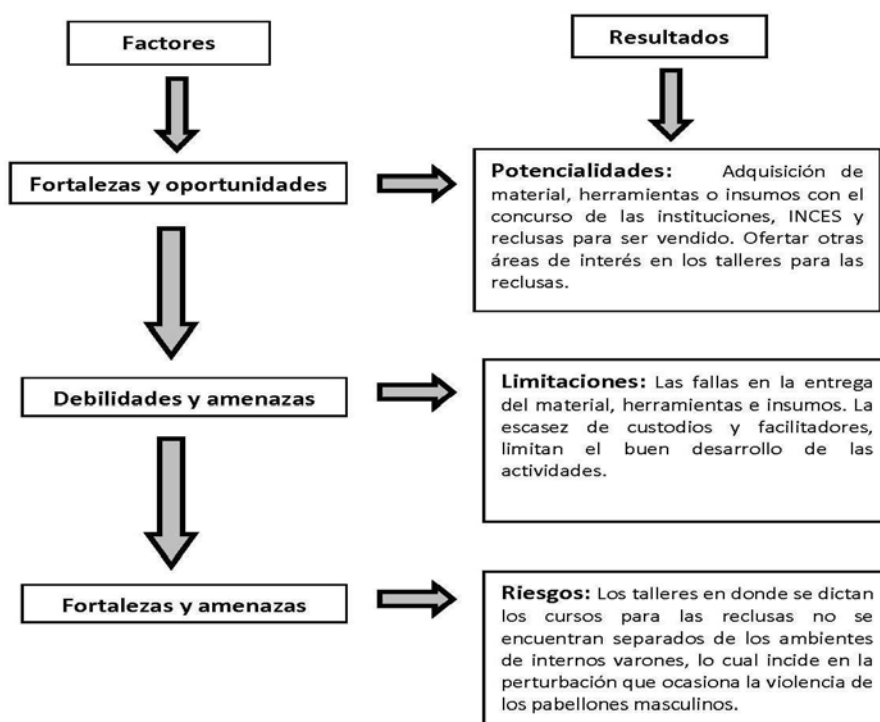 Factores
Resultados
Fortalezas y oportunidades
Potencialidades: Adquisición de
material, herramientas o insumos con el
concurso de las instituciones, INCES y
reclusas para ser vendido. Ofertar otras
áreas de interés en los talleres para las
reclusas.
Debilidades y amenazas
Limitaciones: Las fallas en la entrega
del material, herramientas e insumos. La
escasez de custodios y facilitadores,
limitan el buen desarrollo de las
actividades.
Fortalezas y amenazas
Riesgos: Los talleres en donde se dictan
los cursos para las reclusas no se
encuentran separados de los ambientes
de internos varones, lo cual incide en la
perturbación que ocasiona la violencia de
los pabellones masculinos.